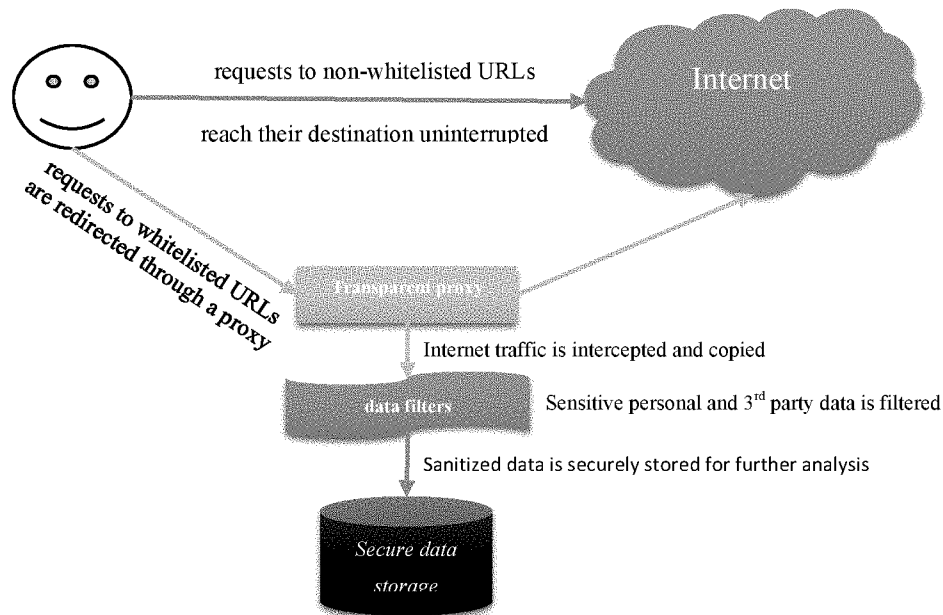 requests to non-whitelisted URLs
Internet
reach their destination uninterrupted
requests to whitelisted URLs
are redirected through a proxy
Transparent proxy
Internet traffic is intercepted and copied
data filters
Sensitive personal and 3rd party data is filtered
Sanitized data is securely stored for further analysis
Secure data
storage